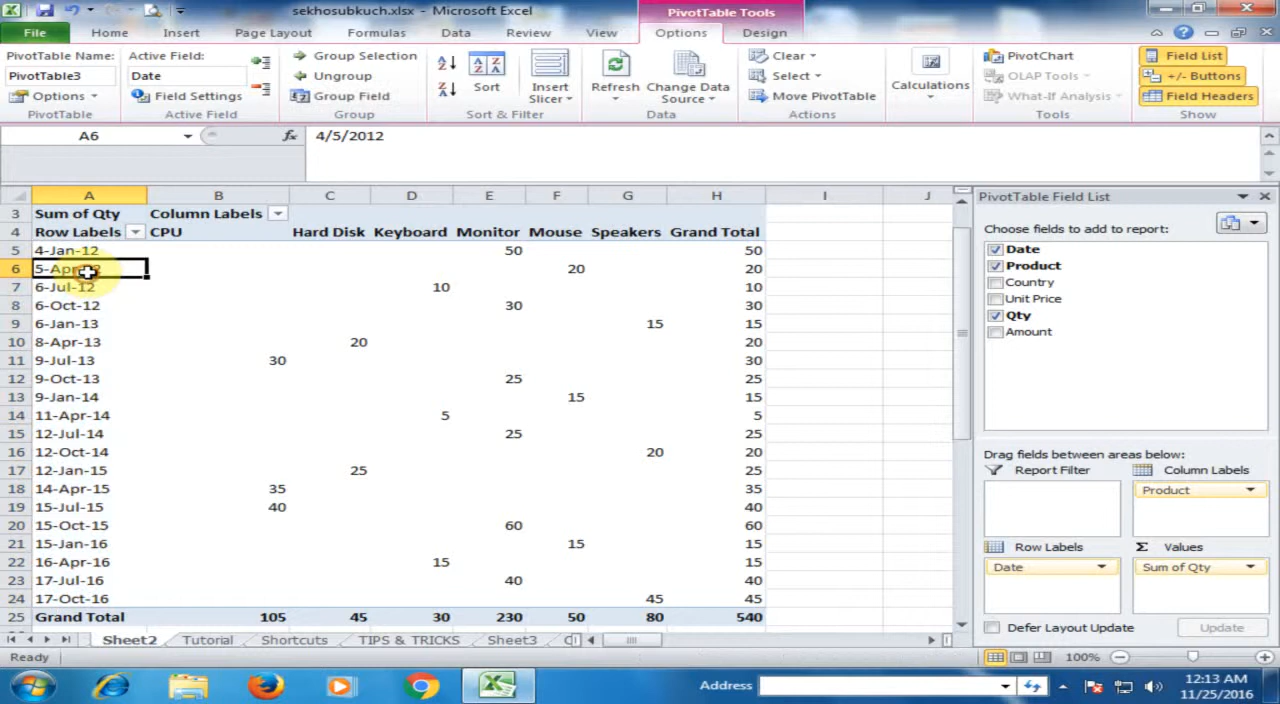 sekhosubkuch.xlsx - Microsoft Excel
PivotTable Tools
File Home Insert Page Layout Formulas Data Review View Options Design
PivotTable Name:
PivotTable3
Options
PivotTable
Active Field:
Date
Field Settings
Active Field
Group Selection
Ungroup
Group Field
Group
Sort
Insert Slicer
Sort & Filter
Refresh
Change Data Source
Data
Clear
Select
Move PivotTable
Actions
Calculations
PivotChart
OLAP Tools
What-If Analysis
Tools
Field List
+/- Buttons
Field Headers
Show
A6 fx 4/5/2012
A B C D E F G H I J
3 Sum of Qty Column Labels
4 Row Labels CPU Hard Disk Keyboard Monitor Mouse Speakers Grand Total
5 4-Jan-12 50 50
6 20 20
7 6-Jul-12 10 10
8 6-Oct-12 30 30
9 6-Jan-13 15 15
10 8-Apr-13 20 20
11 9-Jul-13 30 30
12 9-Oct-13 25 25
13 9-Jan-14 15 15
14 11-Apr-14 5 5
15 12-Jul-14 25 25
16 12-Oct-14 20 20
17 12-Jan-15 25 25
18 14-Apr-15 35 35
19 15-Jul-15 40 40
20 15-Oct-15 60 60
21 15-Jan-16 15 15
22 16-Apr-16 15 15
23 17-Jul-16 40 40
24 17-Oct-16 45 45
25 Grand Total 105 45 30 230 50 80 540
PivotTable Field List
Choose fields to add to report:
Date
Product
Country
Unit Price
Qty
Amount
Drag fields between areas below:
Report Filter Column Labels
Product
Row Labels Σ Values
Date Sum of Qty
Defer Layout Update Update
Sheet2 Tutorial Shortcuts TIPS & TRICKS Sheet3
Ready 100%
Address
12:13 AM
11/25/2016